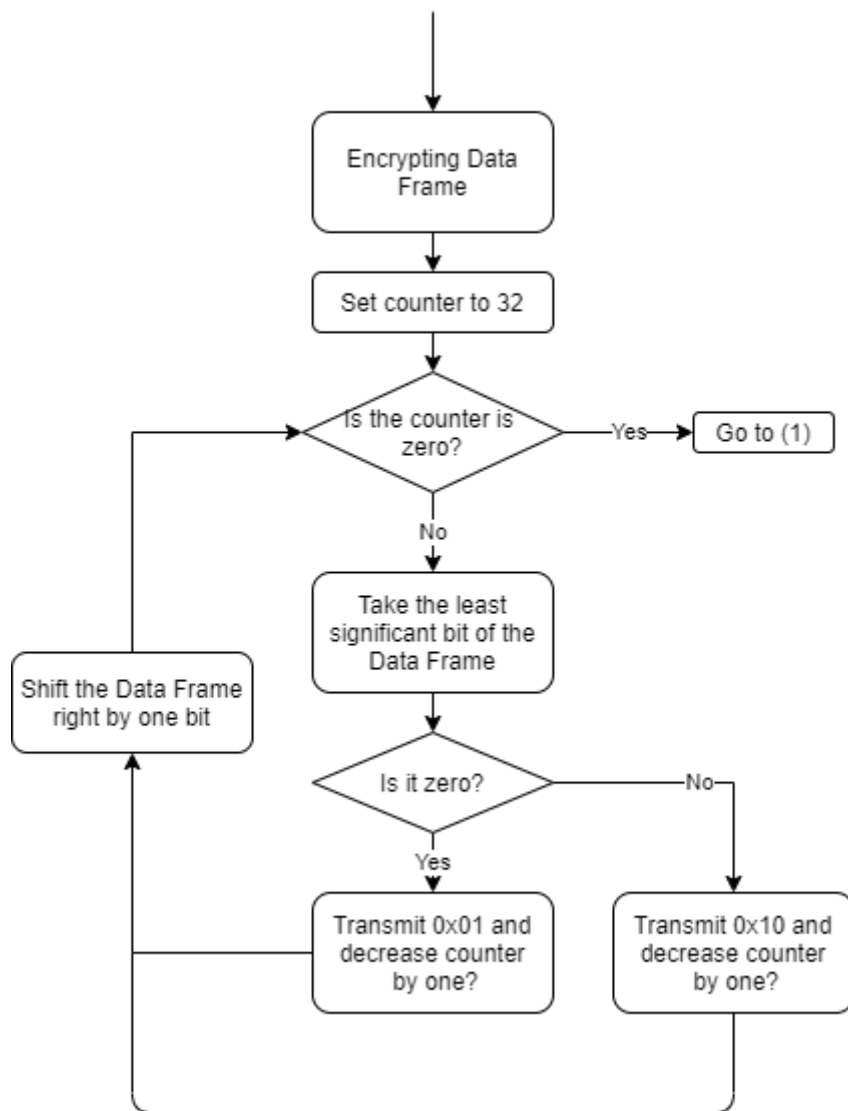 Encrypting Data
Frame
Set counter to 32
Is the counter is
zero?
Yes
Go to (1)
No
Take the least
significant bit of the
Data Frame
Shift the Data Frame
right by one bit
Is it zero?
No
Yes
Transmit 0x01 and
decrease counter
by one?
Transmit 0x10 and
decrease counter
by one?